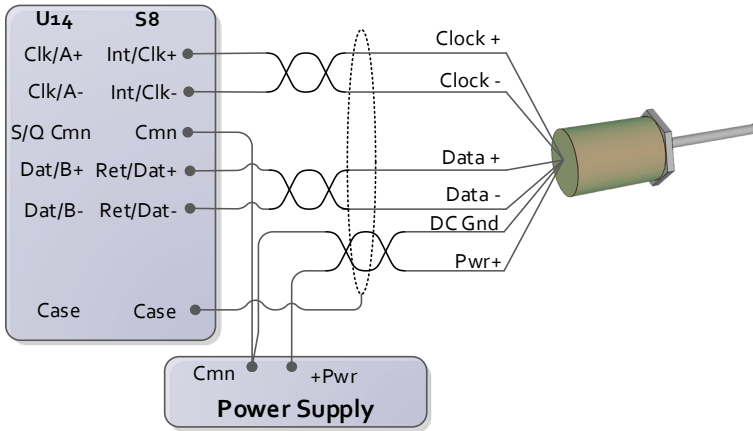 U14 S8
Clk/A+ Int/Clk+
Clk/A- Int/Clk-
S/Q Cmn Cmn
Dat/B+ Ret/Dat+
Dat/B- Ret/Dat-
Case Case
Clock +
Clock -
Data +
Data -
DC Gnd
Pwr+
Cmn +Pwr
Power Supply